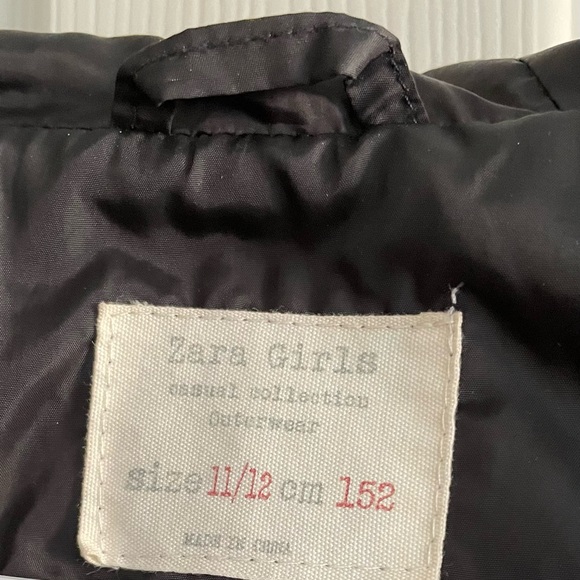 Zara Girls
casual collection
Outerwear
size 11/12 cm 152
MADE IN CHINA